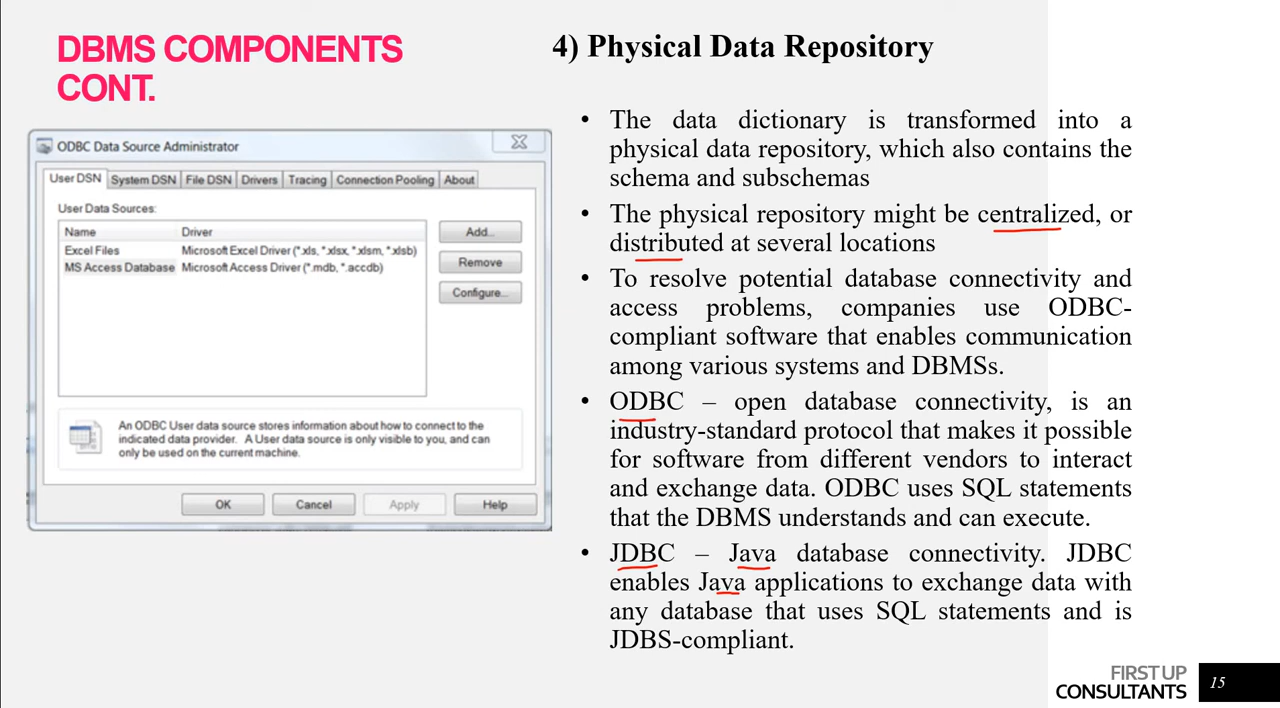 DBMS COMPONENTS
CONT.
4) Physical Data Repository
ODBC Data Source Administrator
User DSN System DSN File DSN Drivers Tracing Connection Pooling About
User Data Sources:
Name Driver
Excel Files Microsoft Excel Driver (*.xls, *.xlsx, *.xlsm, *.xlsb)
MS Access Database Microsoft Access Driver (*.mdb, *.accdb)
Add...
Remove
Configure...
An ODBC User data source stores information about how to connect to the
indicated data provider. A User data source is only visible to you, and can
only be used on the current machine.
OK Cancel Apply Help
• The data dictionary is transformed into a
physical data repository, which also contains the
schema and subschemas
• The physical repository might be centralized, or
distributed at several locations
• To resolve potential database connectivity and
access problems, companies use ODBC-
compliant software that enables communication
among various systems and DBMSs.
• ODBC – open database connectivity, is an
industry-standard protocol that makes it possible
for software from different vendors to interact
and exchange data. ODBC uses SQL statements
that the DBMS understands and can execute.
• JDBC – Java database connectivity. JDBC
enables Java applications to exchange data with
any database that uses SQL statements and is
JDBS-compliant.
FIRST UP
CONSULTANTS
15